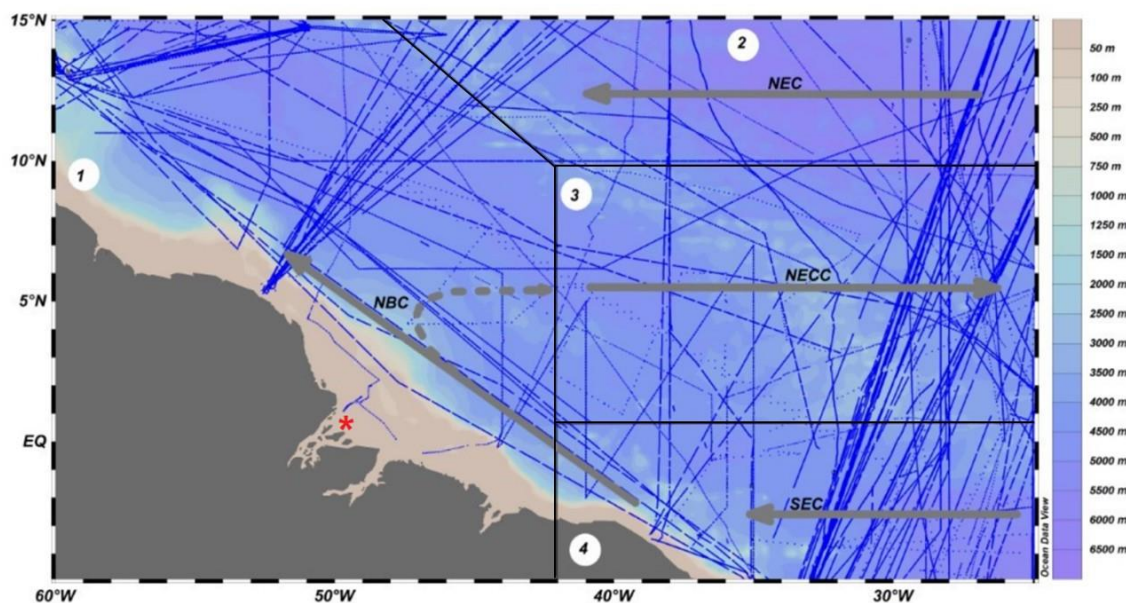 15°N
10°N
5°N
EQ
60°W
50°W
40°W
30°W
1
2
3
4
NEC
NECC
NBC
SEC
*
Ocean Data View
50 m
100 m
250 m
500 m
750 m
1000 m
1250 m
1500 m
2000 m
2500 m
3000 m
3500 m
4000 m
4500 m
5000 m
5500 m
6000 m
6500 m